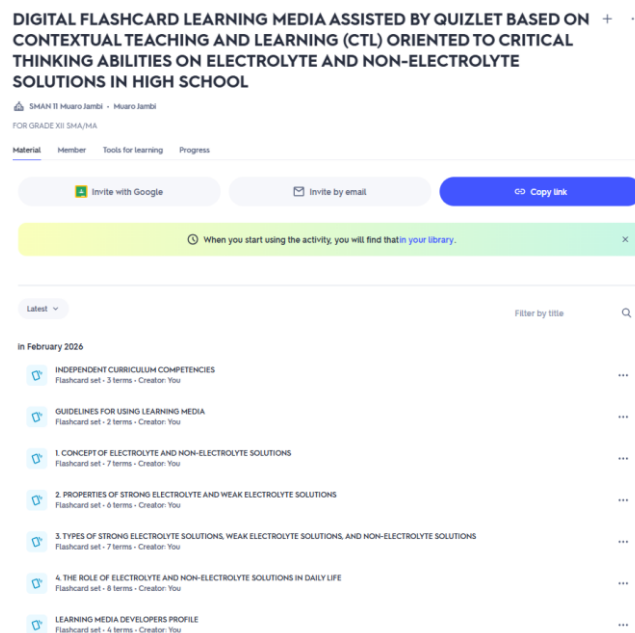 DIGITAL FLASHCARD LEARNING MEDIA ASSISTED BY QUIZLET BASED ON
CONTEXTUAL TEACHING AND LEARNING (CTL) ORIENTED TO CRITICAL
THINKING ABILITIES ON ELECTROLYTE AND NON-ELECTROLYTE
SOLUTIONS IN HIGH SCHOOL
SMAN 11 Muaro Jambi • Muaro Jambi
FOR GRADE XII SMA/MA
Material Member Tools for learning Progress
Invite with Google Invite by email Copy link
When you start using the activity, you will find that in your library.
Latest Filter by title
in February 2026
INDEPENDENT CURRICULUM COMPETENCIES
Flashcard set • 3 terms • Creator: You
GUIDELINES FOR USING LEARNING MEDIA
Flashcard set • 2 terms • Creator: You
1. CONCEPT OF ELECTROLYTE AND NON-ELECTROLYTE SOLUTIONS
Flashcard set • 7 terms • Creator: You
2. PROPERTIES OF STRONG ELECTROLYTE AND WEAK ELECTROLYTE SOLUTIONS
Flashcard set • 6 terms • Creator: You
3. TYPES OF STRONG ELECTROLYTE SOLUTIONS, WEAK ELECTROLYTE SOLUTIONS, AND NON-ELECTROLYTE SOLUTIONS
Flashcard set • 7 terms • Creator: You
4. THE ROLE OF ELECTROLYTE AND NON-ELECTROLYTE SOLUTIONS IN DAILY LIFE
Flashcard set • 8 terms • Creator: You
LEARNING MEDIA DEVELOPERS PROFILE
Flashcard set • 4 terms • Creator: You